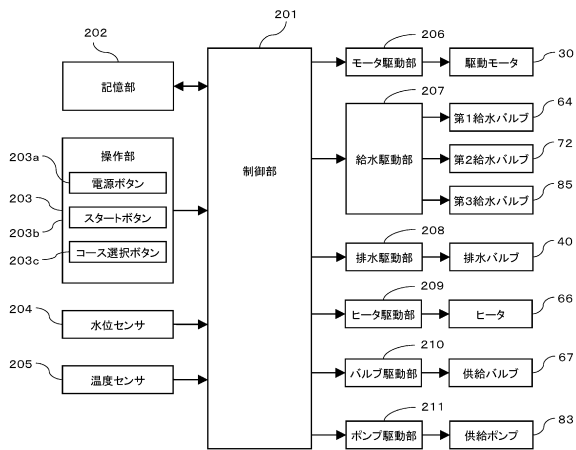 201
202
206
30
記憶部
モータ駆動部
駆動モータ
207
64
第1給水バルブ
203a
操作部
72
電源ボタン
制御部
給水駆動部
第2給水バルブ
203
85
スタートボタン
203b
第3給水バルブ
203c
コース選択ボタン
208
40
排水駆動部
排水バルブ
204
209
66
水位センサ
ヒータ駆動部
ヒータ
205
210
67
温度センサ
バルブ駆動部
供給バルブ
211
83
ポンプ駆動部
供給ポンプ